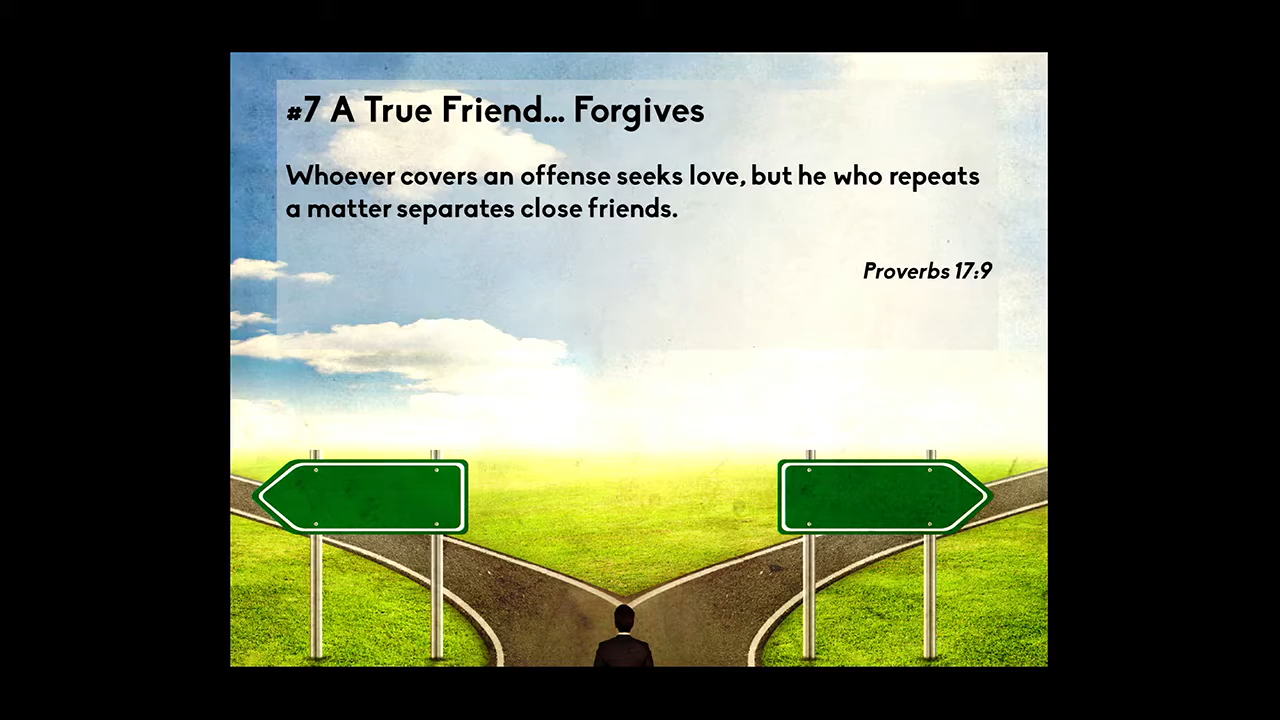 #7 A True Friend... Forgives
Whoever covers an offense seeks love, but he who repeats
a matter separates close friends.
Proverbs 17:9